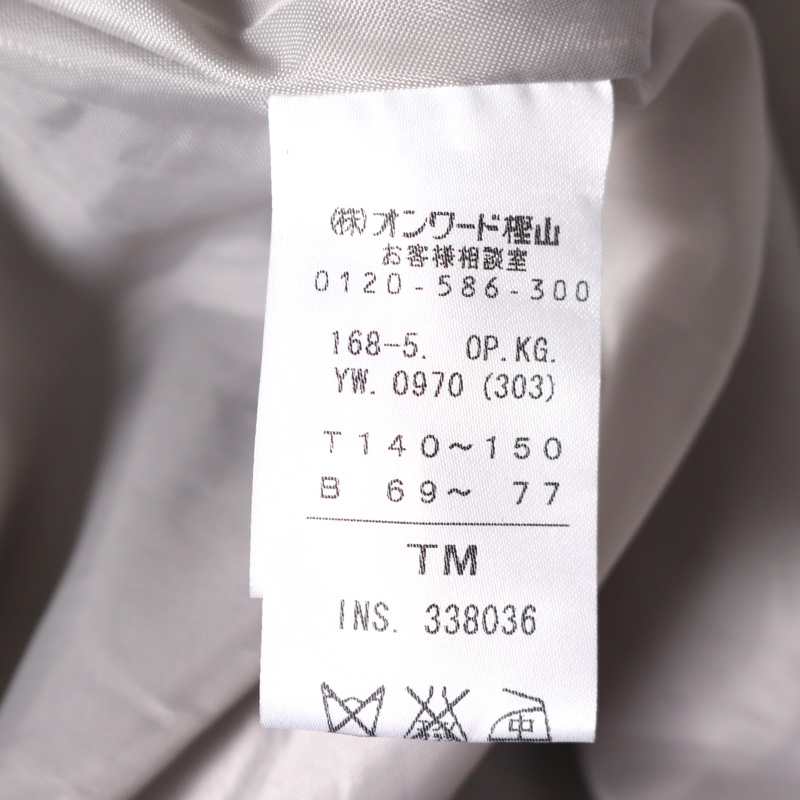 ㈱オンワード樫山
お客様相談室
0120-586-300
168-5. OP.KG.
YW. 0970 (303)
T140～150
B 69～ 77
TM
INS. 338036
中